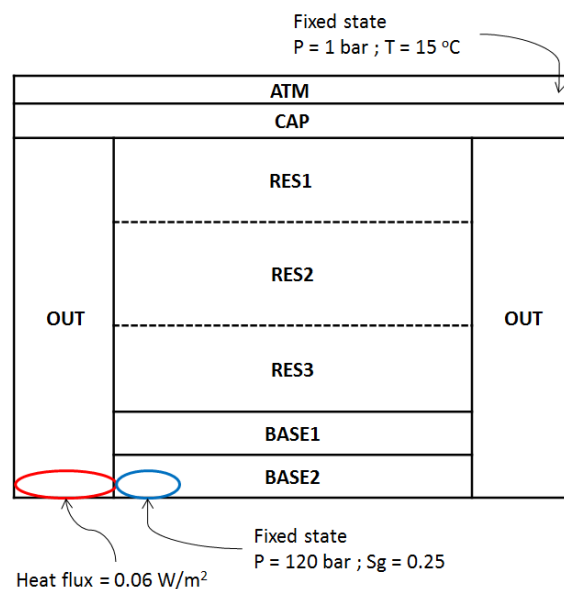 Fixed state
P = 1 bar ; T = 15 °C
ATM
CAP
RES1
RES2
OUT
OUT
RES3
BASE1
BASE2
Fixed state
P = 120 bar ; Sg = 0.25
Heat flux = 0.06 W/m²